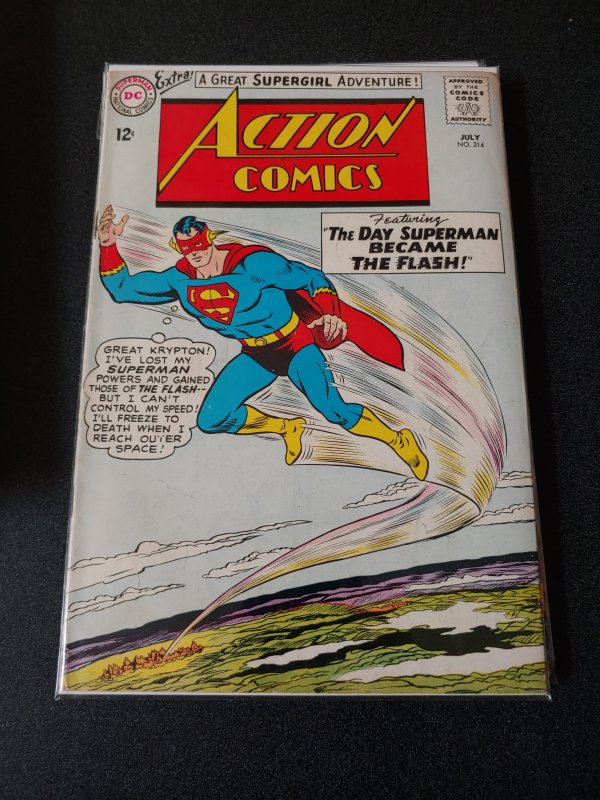 Extra! A GREAT SUPERGIRL ADVENTURE!
SUPERMAN
DC
NATIONAL COMICS
APPROVED
BY THE
COMICS
CODE
AUTHORITY
12¢
ACTION
COMICS
JULY
NO. 314
Featuring
"THE DAY SUPERMAN
BECAME
THE FLASH!"
S
GREAT KRYPTON!
I'VE LOST MY
SUPERMAN
POWERS AND GAINED
THOSE OF THE FLASH--
BUT I CAN'T
CONTROL MY SPEED!
I'LL FREEZE TO
DEATH WHEN I
REACH OUTER
SPACE!